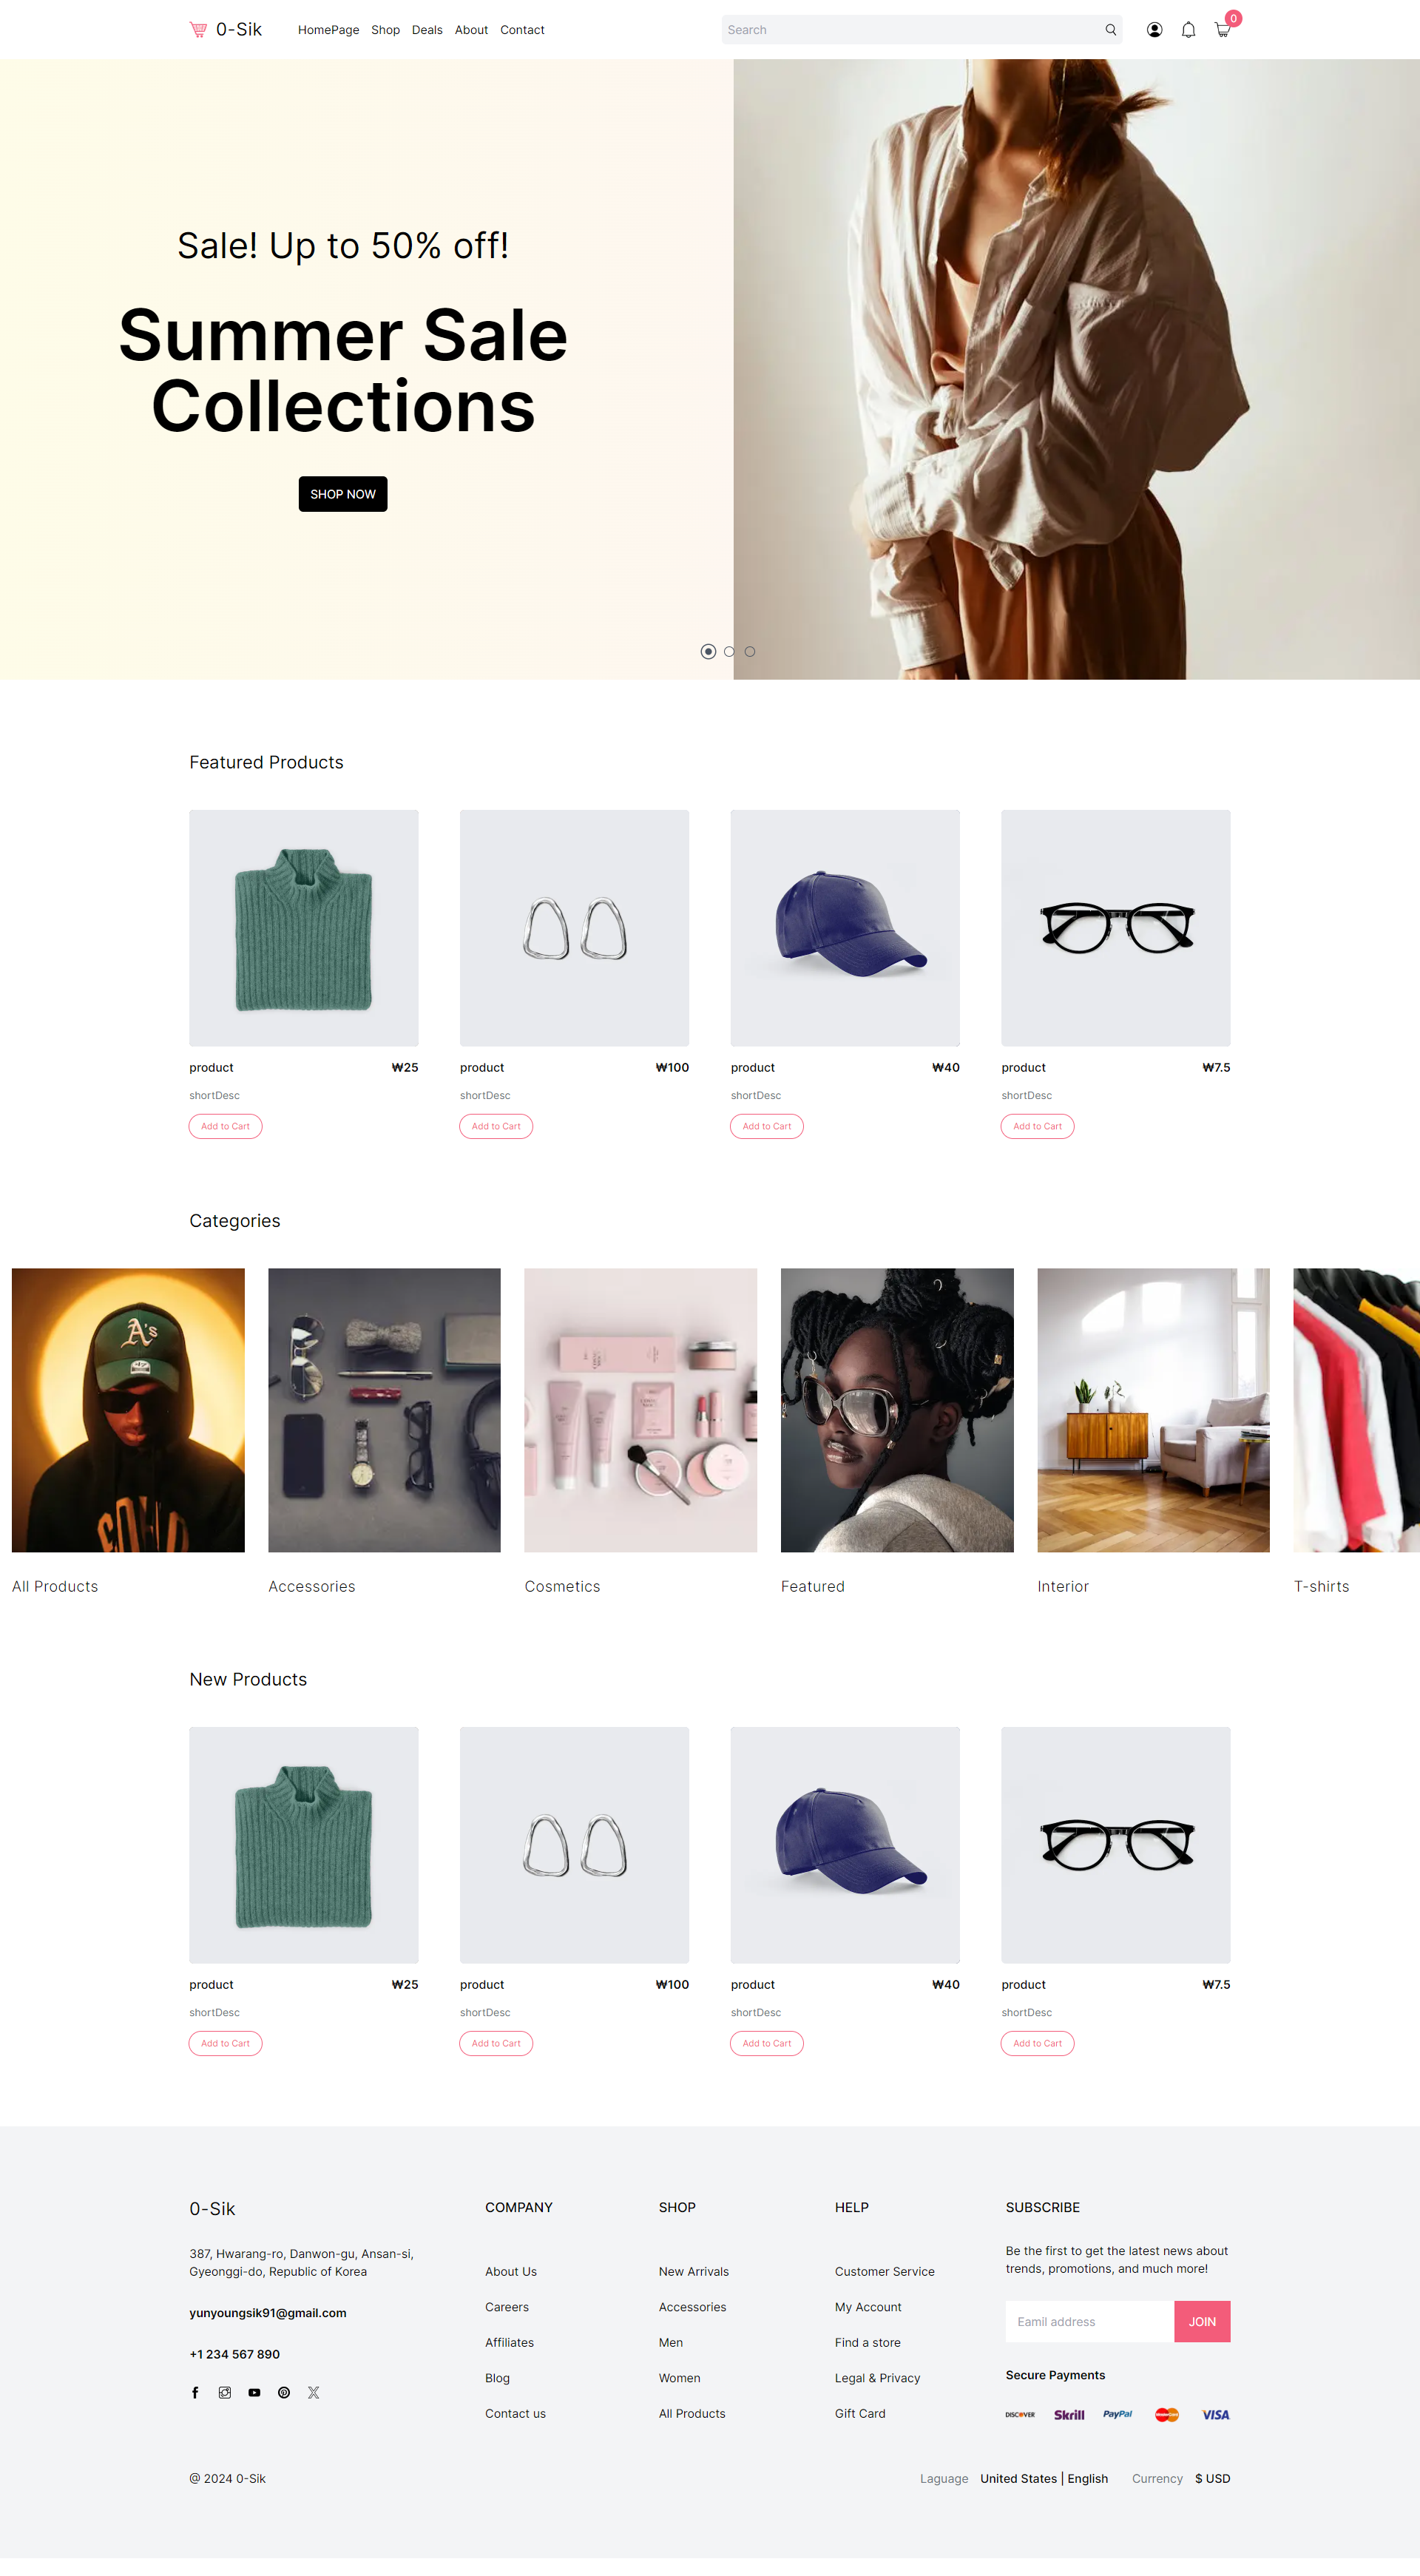 0-Sik
HomePage
Shop
Deals
About
Contact
Search
0
Sale! Up to 50% off!
Summer Sale
Collections
SHOP NOW
Featured Products
product ₩25
shortDesc
Add to Cart
product ₩100
shortDesc
Add to Cart
product ₩40
shortDesc
Add to Cart
product ₩7.5
shortDesc
Add to Cart
Categories
A's
47
All Products
Accessories
Cosmetics
Featured
Interior
T-shirts
New Products
product ₩25
shortDesc
Add to Cart
product ₩100
shortDesc
Add to Cart
product ₩40
shortDesc
Add to Cart
product ₩7.5
shortDesc
Add to Cart
0-Sik
387, Hwarang-ro, Danwon-gu, Ansan-si,
Gyeonggi-do, Republic of Korea
yunyoungsik91@gmail.com
+1 234 567 890
COMPANY
About Us
Careers
Affiliates
Blog
Contact us
SHOP
New Arrivals
Accessories
Men
Women
All Products
HELP
Customer Service
My Account
Find a store
Legal & Privacy
Gift Card
SUBSCRIBE
Be the first to get the latest news about
trends, promotions, and much more!
Eamil address
JOIN
Secure Payments
DISCOVER
Skrill
PayPal
MasterCard
VISA
@ 2024 0-Sik
Laguage United States | English Currency $ USD